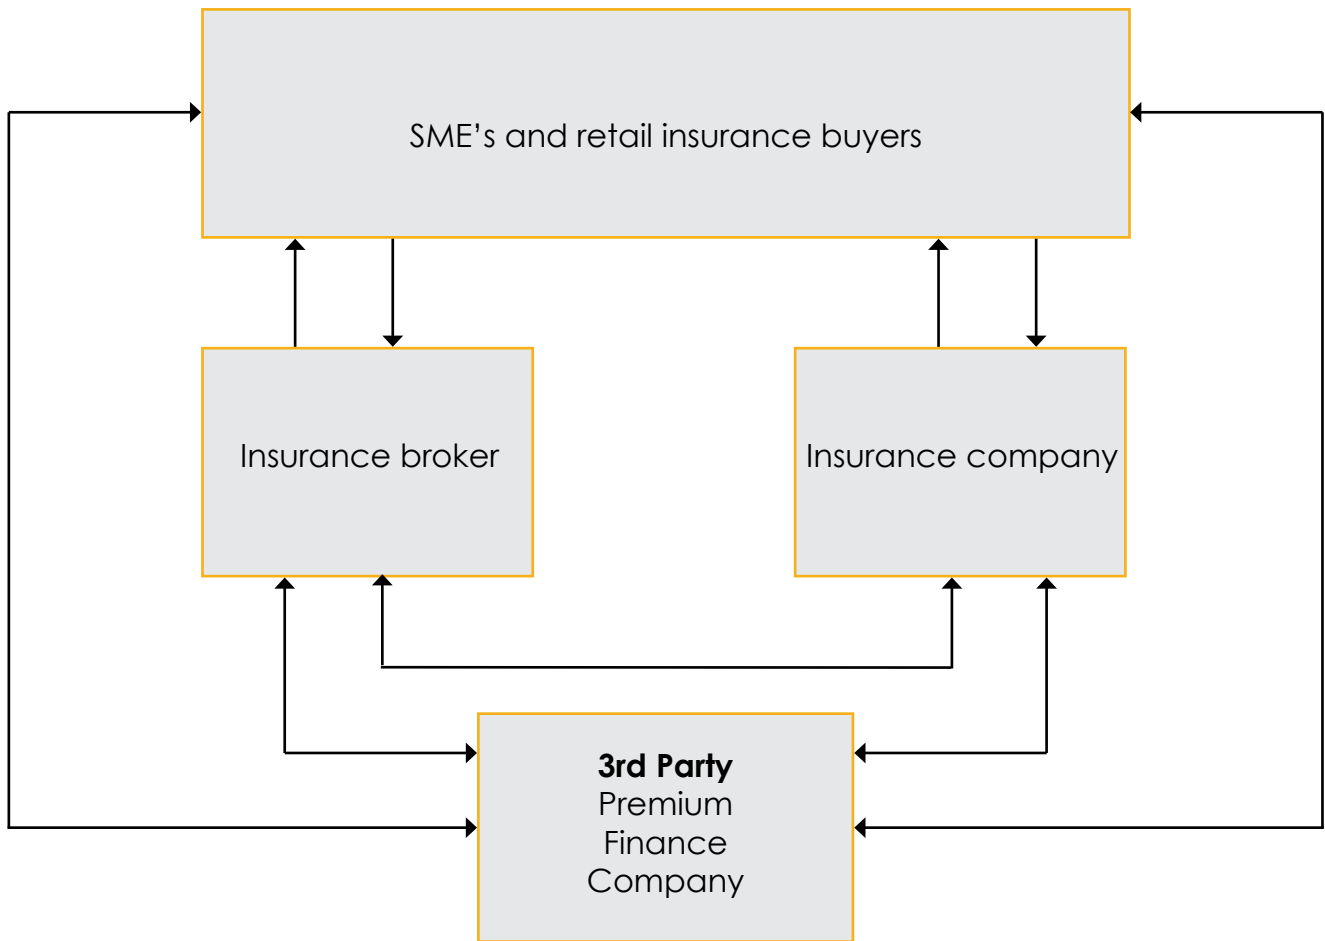 SME’s and retail insurance buyers
Insurance broker
Insurance company
3rd Party
Premium
Finance
Company